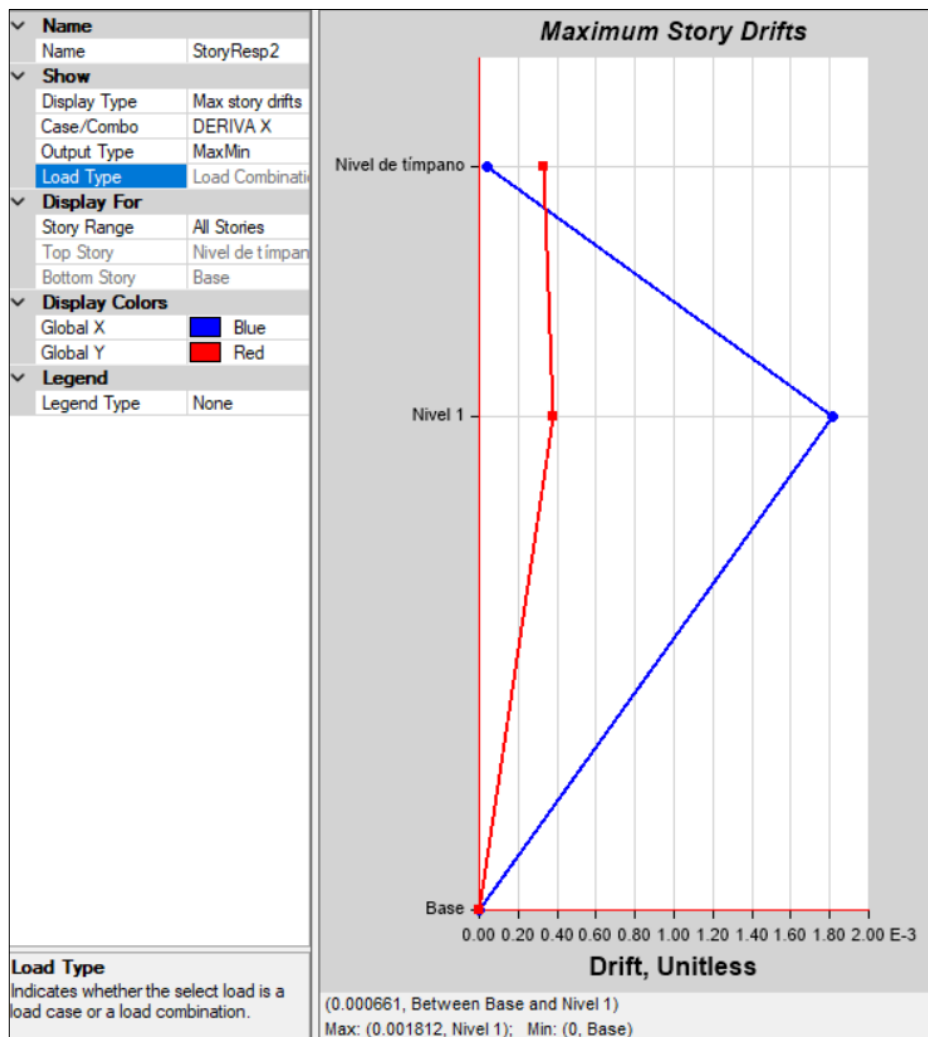 Name
Name StoryResp2
Show
Display Type Max story drifts
Case/Combo DERIVA X
Output Type MaxMin
Load Type Load Combinati
Display For
Story Range All Stories
Top Story Nivel de tímpan
Bottom Story Base
Display Colors
Global X Blue
Global Y Red
Legend
Legend Type None
Load Type
Indicates whether the select load is a
load case or a load combination.
Maximum Story Drifts
Nivel de tímpano
Nivel 1
Base
0.00 0.20 0.40 0.60 0.80 1.00 1.20 1.40 1.60 1.80 2.00 E-3
Drift, Unitless
(0.000661, Between Base and Nivel 1)
Max: (0.001812, Nivel 1); Min: (0, Base)